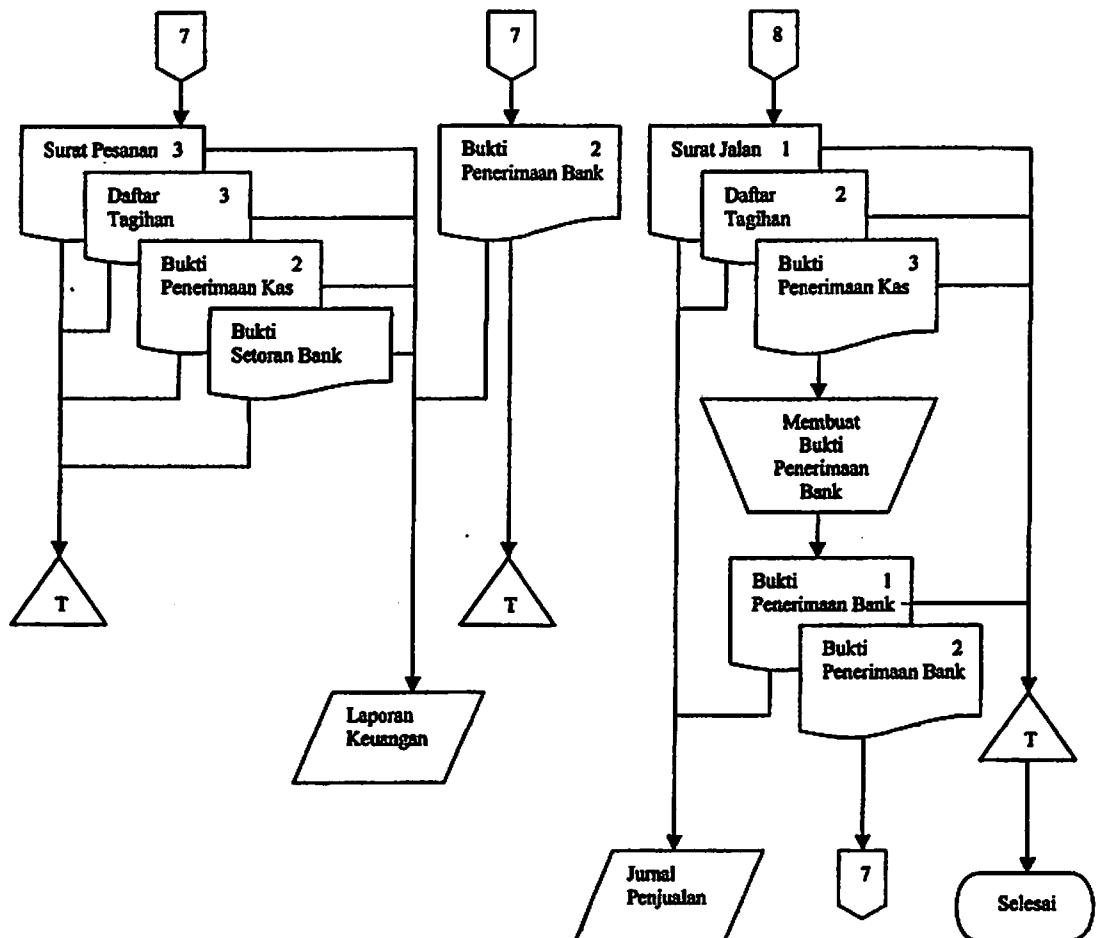 7
7
8
Surat Pesanan 3
Daftar 3
Tagihan
Bukti 2
Penerimaan Kas
Bukti
Setoran Bank
T
Laporan
Keuangan
Bukti 2
Penerimaan Bank
T
Surat Jalan 1
Daftar 2
Tagihan
Bukti 3
Penerimaan Kas
Membuat
Bukti
Penerimaan
Bank
Bukti 1
Penerimaan Bank
Bukti 2
Penerimaan Bank
T
Jurnal
Penjualan
7
Selesai